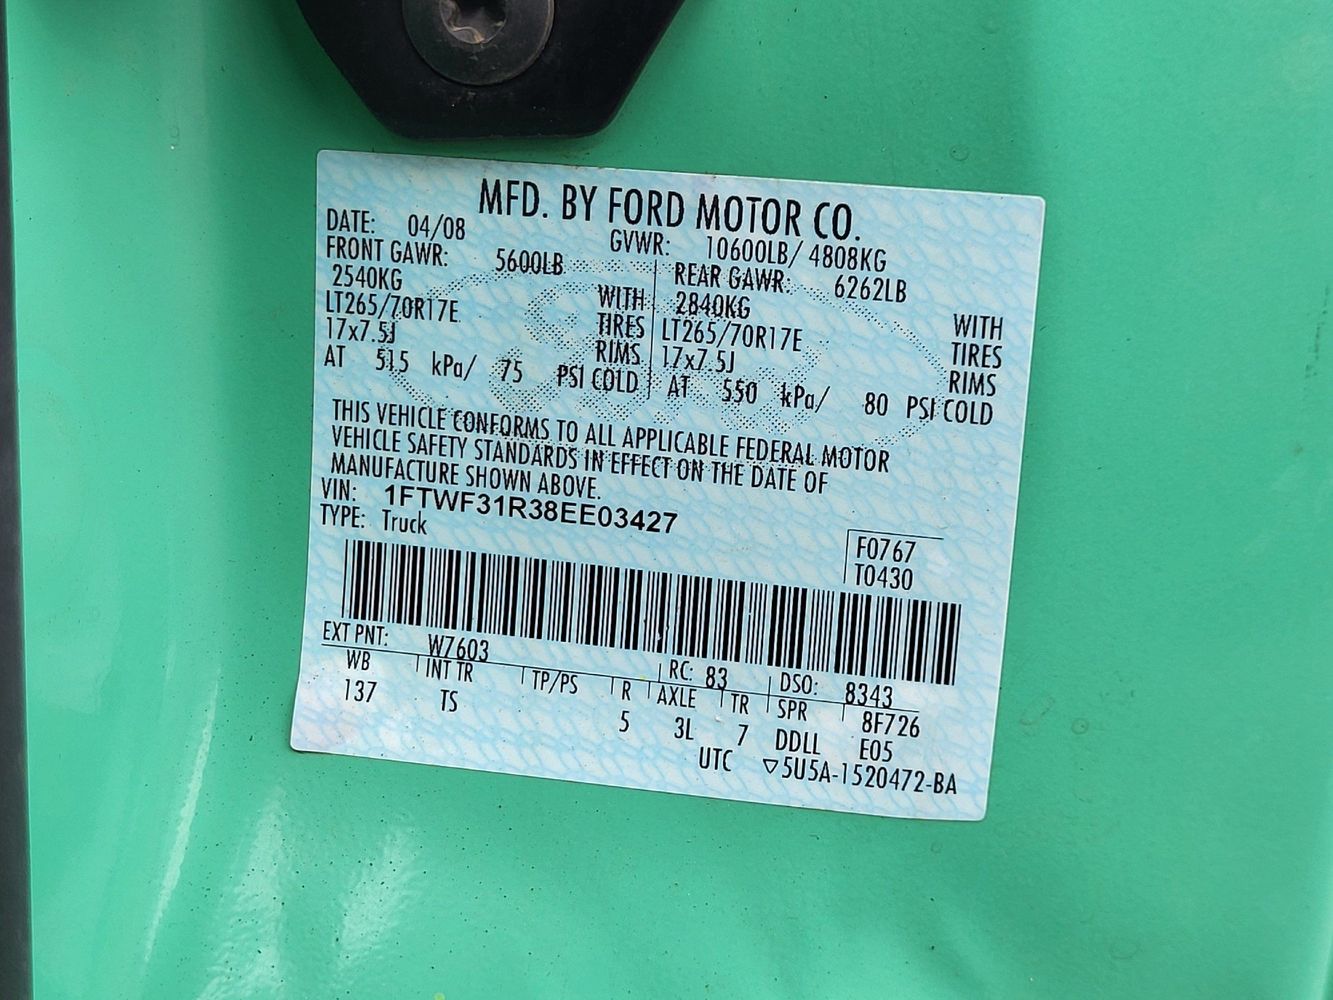 MFD. BY FORD MOTOR CO.
DATE: 04/08 GVWR: 10600LB/ 4808KG
FRONT GAWR: 5600LB REAR GAWR: 6262LB
2540KG WITH 2840KG WITH
LT265/70R17E TIRES LT265/70R17E TIRES
17x7.5J RIMS 17x7.5J RIMS
AT 515 kPa/ 75 PSI COLD AT 550 kPa/ 80 PSI COLD
THIS VEHICLE CONFORMS TO ALL APPLICABLE FEDERAL MOTOR
VEHICLE SAFETY STANDARDS IN EFFECT ON THE DATE OF
MANUFACTURE SHOWN ABOVE.
VIN: 1FTWF31R38EE03427
TYPE: Truck
F0767
T0430
EXT PNT: W7603 RC: 83 DSO: 8343
WB INT TR TP/PS R AXLE TR SPR 8F726
137 TS 5 3L 7 DDLL E05
UTC ▽5U5A-1520472-BA